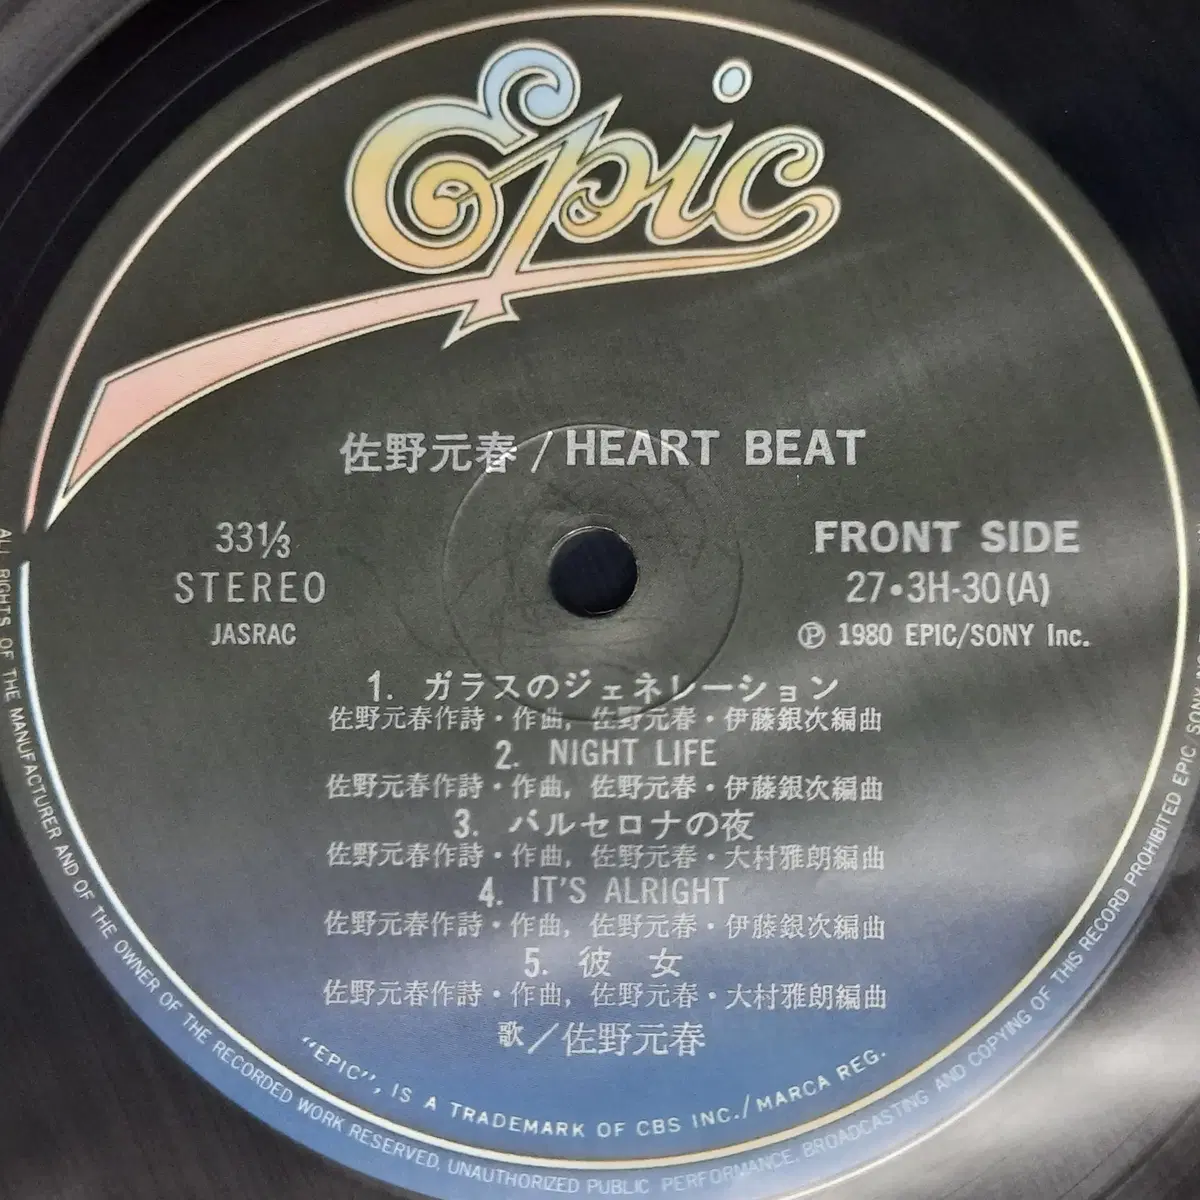 Epic
佐野元春/HEART BEAT
33⅓
STEREO
JASRAC
FRONT SIDE
27・3H-30(A)
Ⓟ 1980 EPIC/SONY Inc.
1. ガラスのジェネレーション
佐野元春作詩・作曲, 佐野元春・伊藤銀次編曲
2. NIGHT LIFE
佐野元春作詩・作曲, 佐野元春・伊藤銀次編曲
3. バルセロナの夜
佐野元春作詩・作曲, 佐野元春・大村雅朗編曲
4. IT'S ALRIGHT
佐野元春作詩・作曲, 佐野元春・伊藤銀次編曲
5. 彼 女
佐野元春作詩・作曲, 佐野元春・大村雅朗編曲
歌/佐野元春
"EPIC", IS A TRADEMARK OF CBS INC./MARCA REG.
ALL RIGHTS OF THE MANUFACTURER AND OF THE OWNER OF THE RECORDED WORK RESERVED, UNAUTHORIZED PUBLIC PERFORMANCE, BROADCASTING AND COPYING OF THIS RECORD PROHIBITED EPIC SONY